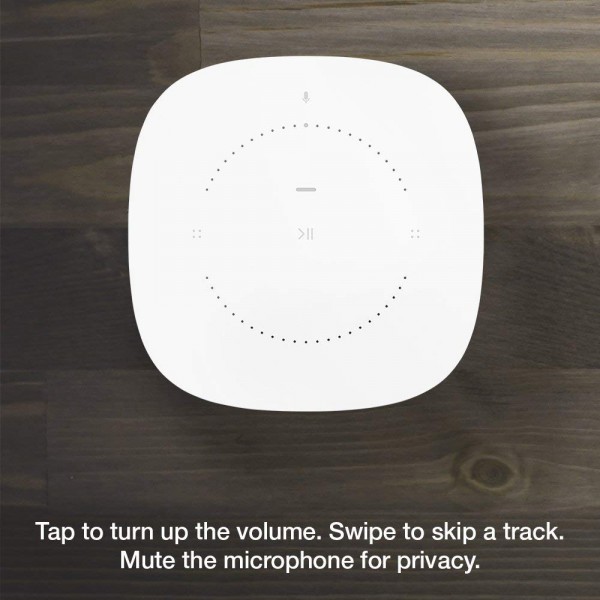 Tap to turn up the volume. Swipe to skip a track.
Mute the microphone for privacy.